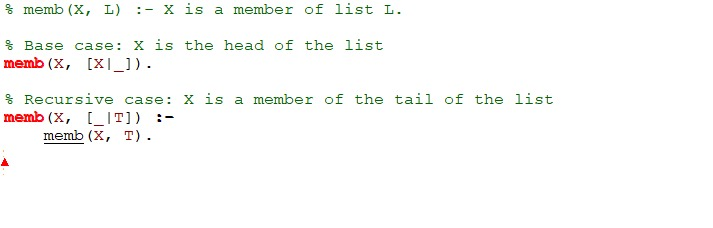 % memb(X, L) :- X is a member of list L.
% Base case: X is the head of the list
memb(X, [X|_]).
% Recursive case: X is a member of the tail of the list
memb(X, [_|T]) :-
memb(X, T).